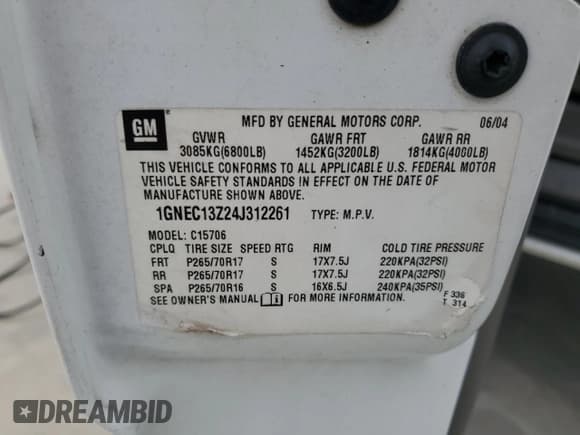 GM
MFD BY GENERAL MOTORS CORP. 06/04
GVWR GAWR FRT GAWR RR
3085KG(6800LB) 1452KG(3200LB) 1814KG(4000LB)
THIS VEHICLE CONFORMS TO ALL APPLICABLE U.S. FEDERAL MOTOR
VEHICLE SAFETY STANDARDS IN EFFECT ON THE DATE OF
MANUFACTURE SHOWN ABOVE.
1GNEC13Z24J312261 TYPE: M.P.V.
MODEL: C15706
CPLQ TIRE SIZE SPEED RTG RIM COLD TIRE PRESSURE
FRT P265/70R17 S 17X7.5J 220KPA(32PSI)
RR P265/70R17 S 17X7.5J 220KPA(32PSI)
SPA P265/70R16 S 16X6.5J 240KPA(35PSI)
SEE OWNER'S MANUAL FOR MORE INFORMATION. F 336
T 314
DREAMBID